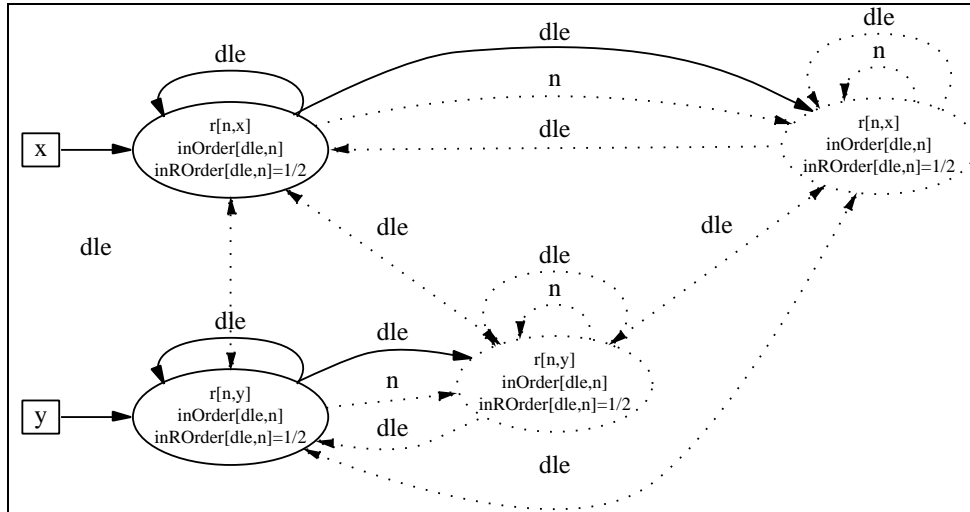 dle
dle
dle
n
n
dle
x
r[n,x]
inOrder[dle,n]
inROrder[dle,n]=1/2
r[n,x]
inOrder[dle,n]
inROrder[dle,n]=1/2
dle
dle
dle
dle
n
dle
dle
r[n,y]
inOrder[dle,n]
inROrder[dle,n]=1/2
n
y
r[n,y]
inOrder[dle,n]
inROrder[dle,n]=1/2
dle
dle